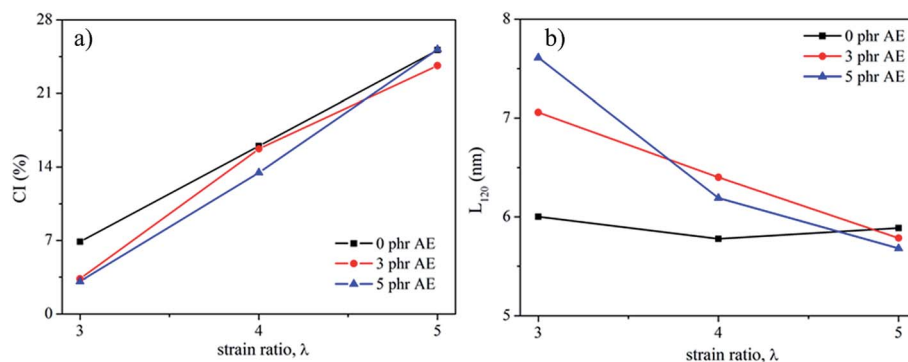 a)
28
21
14
7
0
CI (%)
0 phr AE
3 phr AE
5 phr AE
3
4
5
strain ratio, λ
b)
0 phr AE
3 phr AE
5 phr AE
8
7
6
5
L₁₂₀ (nm)
3
4
5
strain ratio, λ